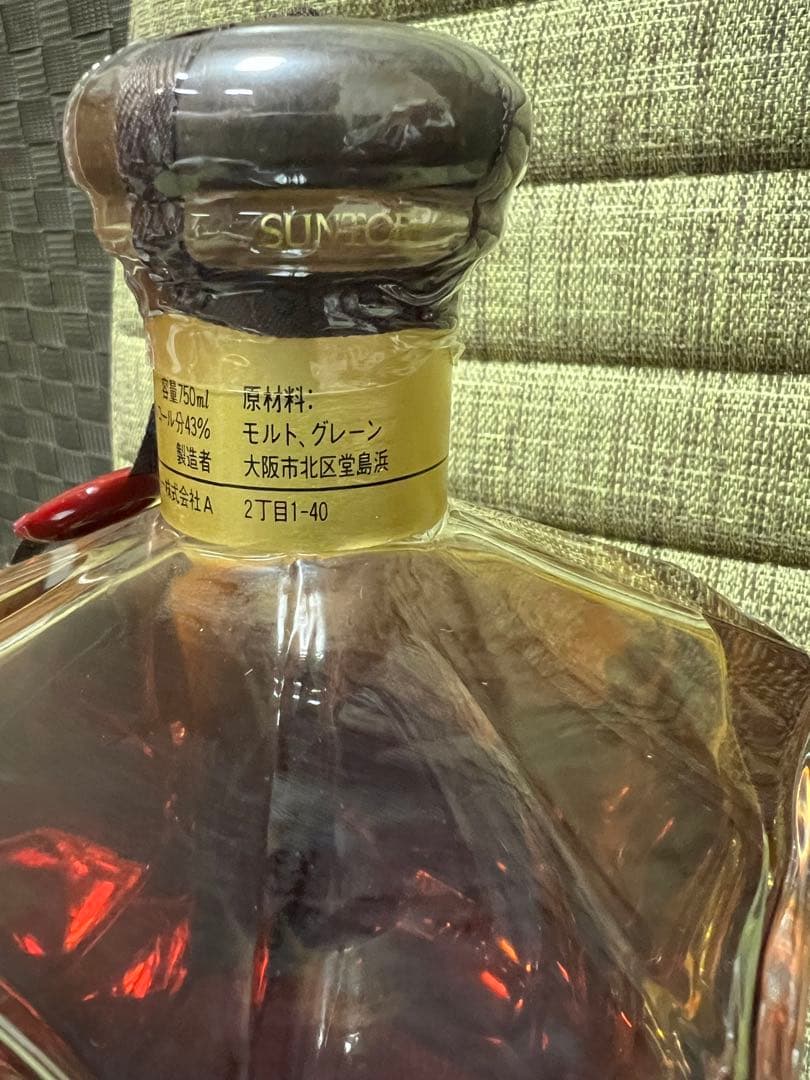 SUNTO
容量750ml 原材料:
コール分43% モルト、グレーン
製造者 大阪市北区堂島浜
株式会社A 2丁目1-40